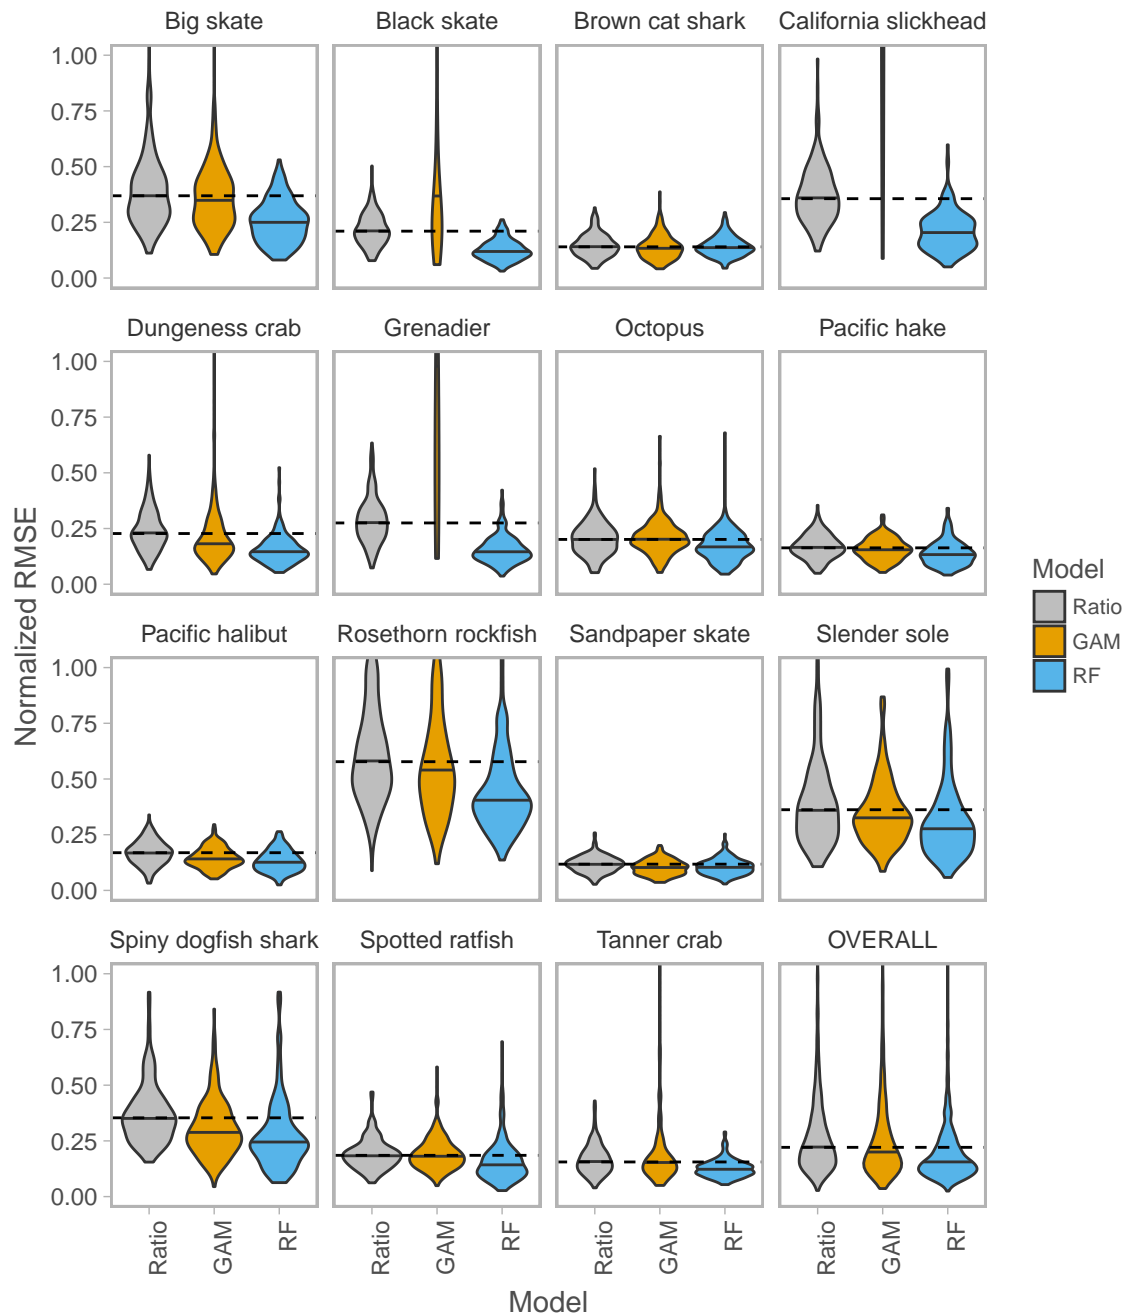 Big skate
Black skate
Brown cat shark
California slickhead
1.00
0.75
0.50
0.25
0.00
Dungeness crab
Grenadier
Octopus
Pacific hake
1.00
0.75
0.50
0.25
0.00
Pacific halibut
Rosethorn rockfish
Sandpaper skate
Slender sole
1.00
0.75
0.50
0.25
0.00
Spiny dogfish shark
Spotted ratfish
Tanner crab
OVERALL
1.00
0.75
0.50
0.25
0.00
Ratio
GAM
RF
Ratio
GAM
RF
Ratio
GAM
RF
Ratio
GAM
RF
Model
Normalized RMSE
Model
Ratio
GAM
RF